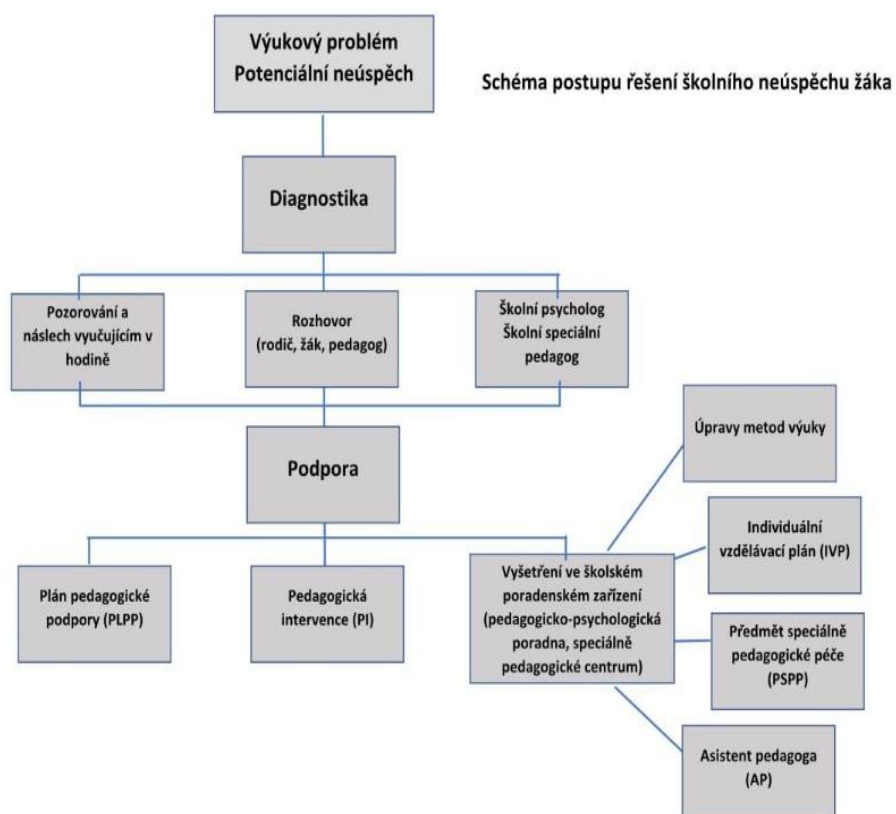 Výukový problém
Potenciální neúspěch
Schéma postupu řešení školního neúspěchu žáka
Diagnostika
Pozorování a
náslech vyučujícím v
hodině
Rozhovor
(rodič, žák, pedagog)
Školní psycholog
Školní speciální
pedagog
Podpora
Plán pedagogické
podpory (PLPP)
Pedagogická
intervence (PI)
Vyšetření ve školském
poradenském zařízení
(pedagogicko-psychologická
poradna, speciálně
pedagogické centrum)
Úpravy metod výuky
Individuální
vzdělávací plán (IVP)
Předmět speciálně
pedagogické péče
(PSPP)
Asistent pedagoga
(AP)